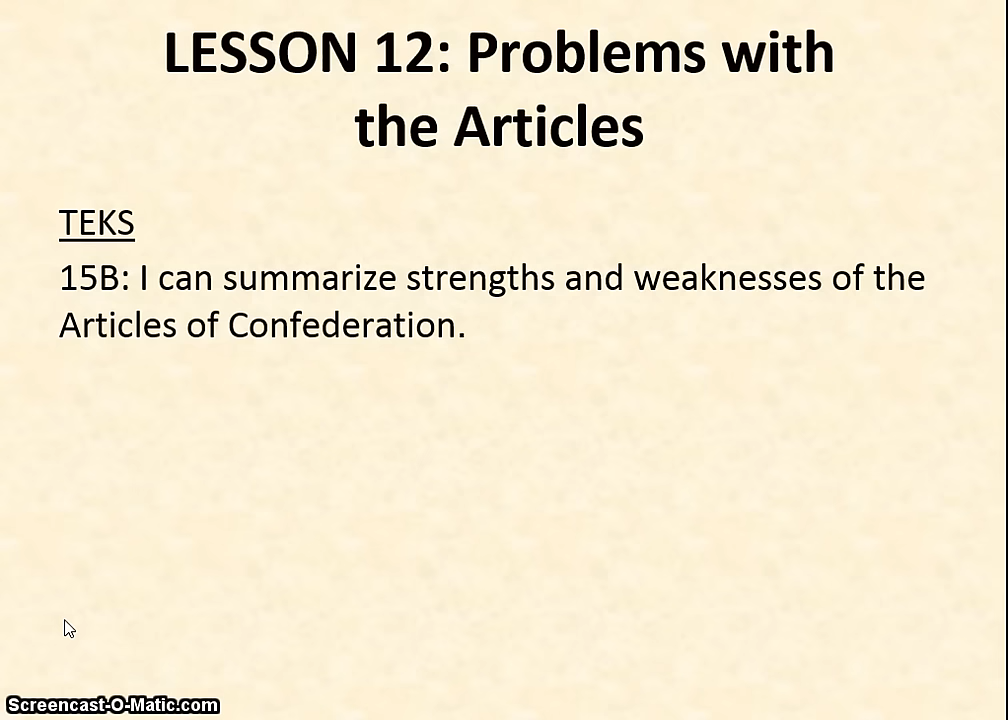 LESSON 12: Problems with
the Articles
TEKS
15B: I can summarize strengths and weaknesses of the
Articles of Confederation.
Screencast-O-Matic.com